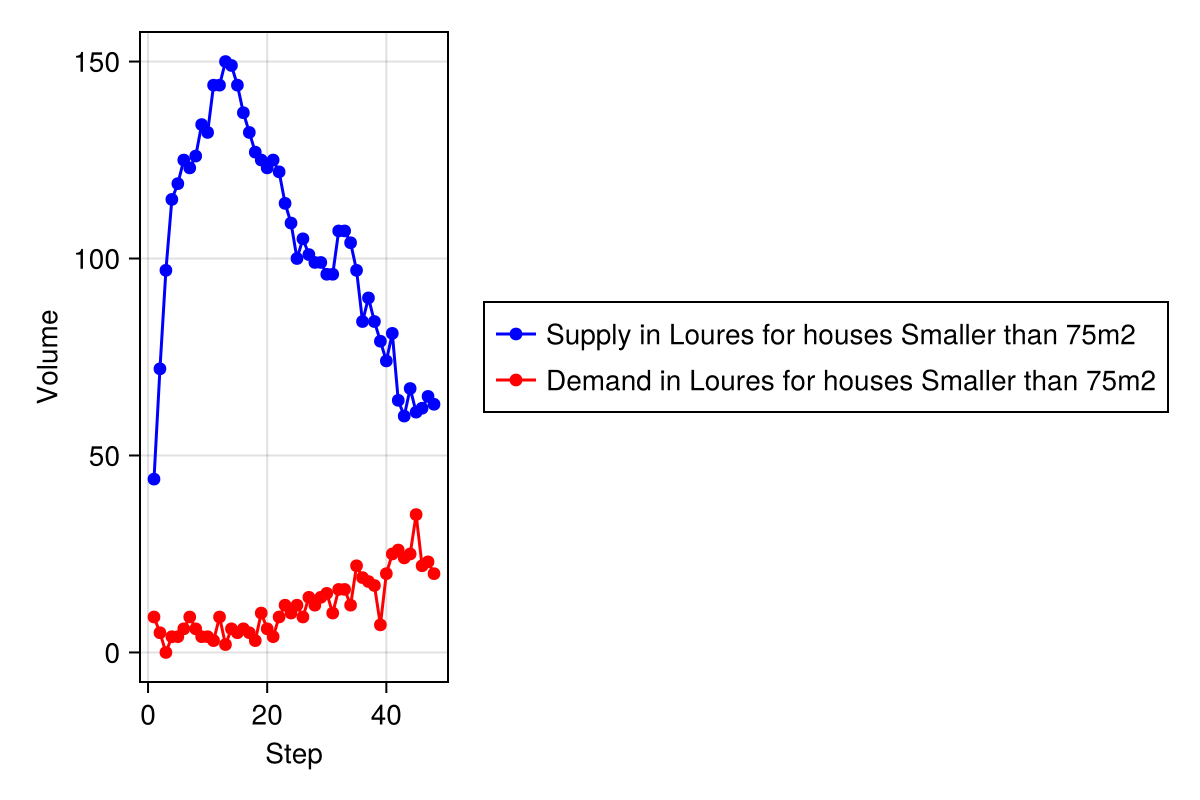 150
100
50
0
Volume
0 20 40
Step
Supply in Loures for houses Smaller than 75m2
Demand in Loures for houses Smaller than 75m2